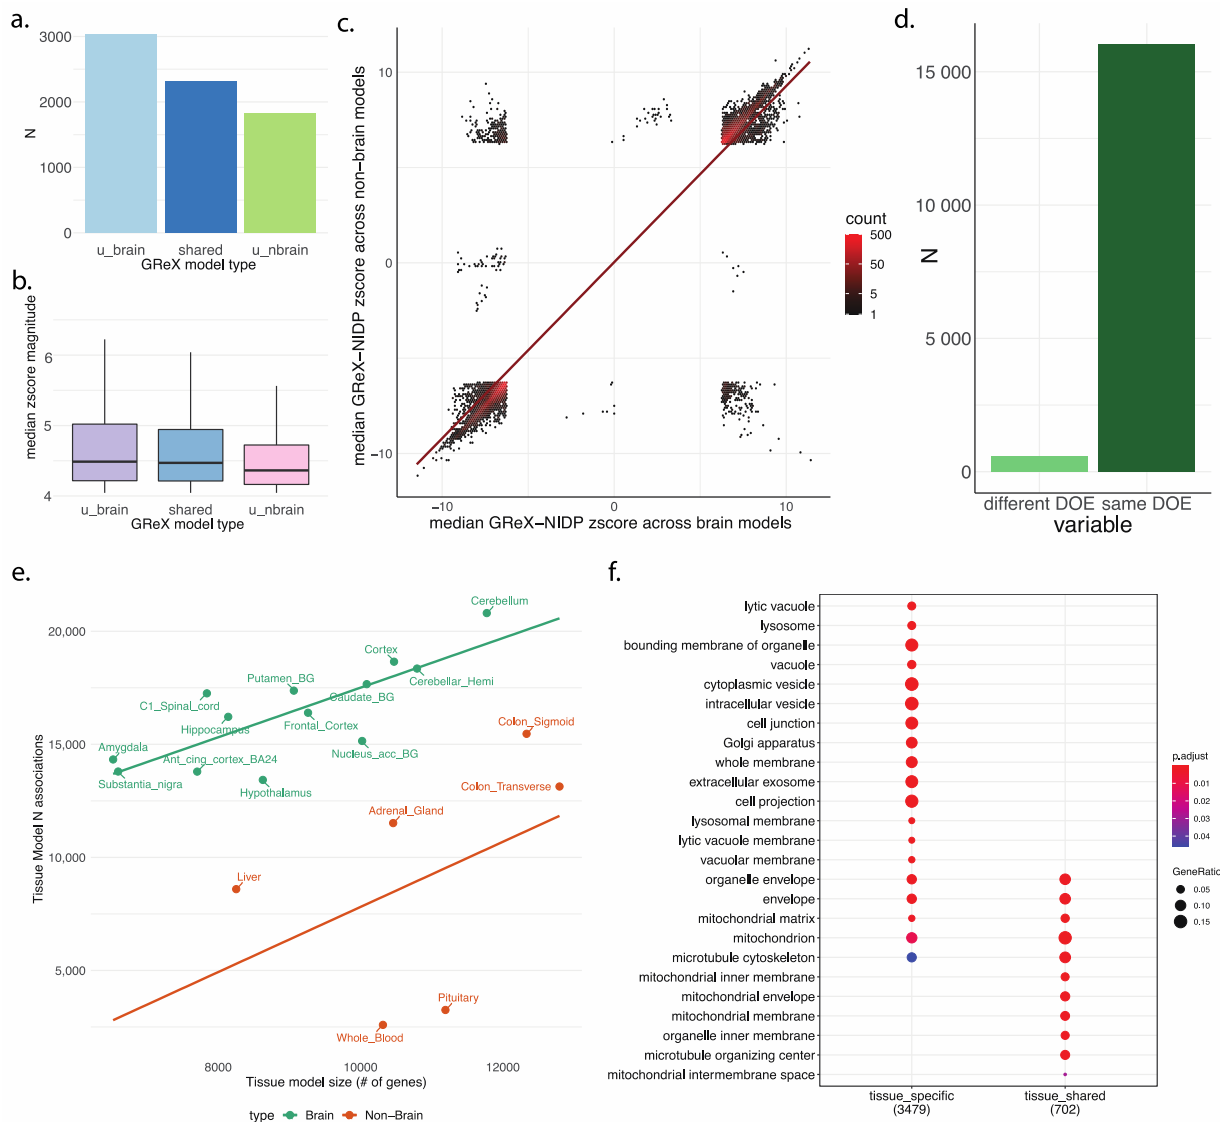 a.
3000
2000
1000
0
N
u_brain
shared
u_nbrain
GReX model type
b.
6
5
4
median zscore magnitude
u_brain
shared
u_nbrain
GReX model type
c.
10
0
−10
median GReX−NIDP zscore across non−brain models
−10
0
10
median GReX−NIDP zscore across brain models
count
500
50
5
1
d.
15 000
10 000
5 000
0
N
different DOE
same DOE
variable
e.
20,000
15,000
10,000
5,000
Tissue Model N associations
Cerebellum
Cortex
Putamen_BG
Cerebellar_Hemi
C1_Spinal_cord
Caudate_BG
Hippocampus
Frontal_Cortex
Colon_Sigmoid
Amygdala
Ant_cing_cortex_BA24
Nucleus_acc_BG
Substantia_nigra
Hypothalamus
Colon_Transverse
Adrenal_Gland
Liver
Pituitary
Whole_Blood
8000
10000
12000
Tissue model size (# of genes)
type
Brain
Non−Brain
f.
lytic vacuole
lysosome
bounding membrane of organelle
vacuole
cytoplasmic vesicle
intracellular vesicle
cell junction
Golgi apparatus
whole membrane
extracellular exosome
cell projection
lysosomal membrane
lytic vacuole membrane
vacuolar membrane
organelle envelope
envelope
mitochondrial matrix
mitochondrion
microtubule cytoskeleton
mitochondrial inner membrane
mitochondrial envelope
mitochondrial membrane
organelle inner membrane
microtubule organizing center
mitochondrial intermembrane space
tissue_specific
(3479)
tissue_shared
(702)
p.adjust
0.01
0.02
0.03
0.04
GeneRatio
0.05
0.10
0.15